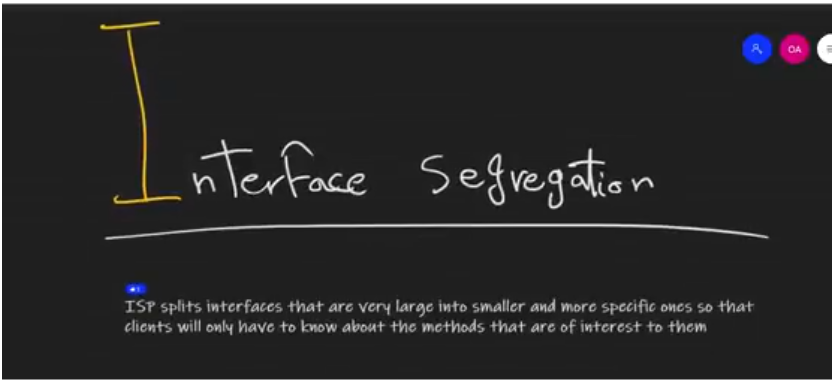 OA
Interface Segregation
ISP splits interfaces that are very large into smaller and more specific ones so that
clients will only have to know about the methods that are of interest to them